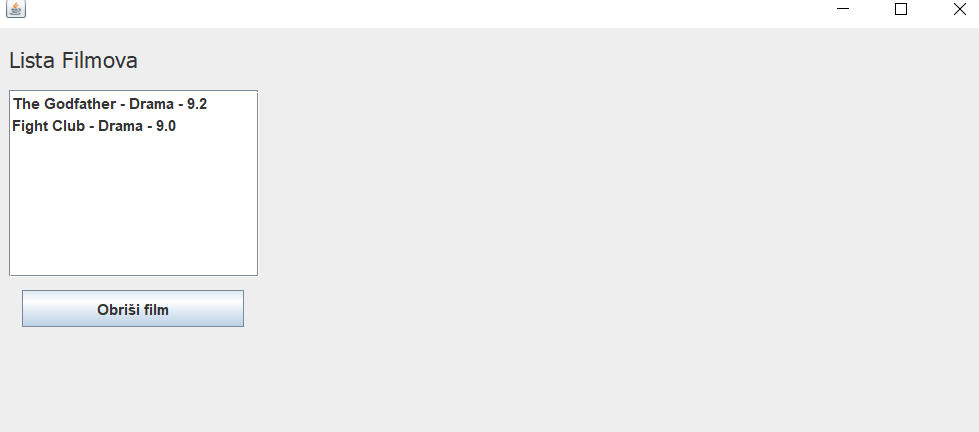 Lista Filmova
The Godfather - Drama - 9.2
Fight Club - Drama - 9.0
Obriši film